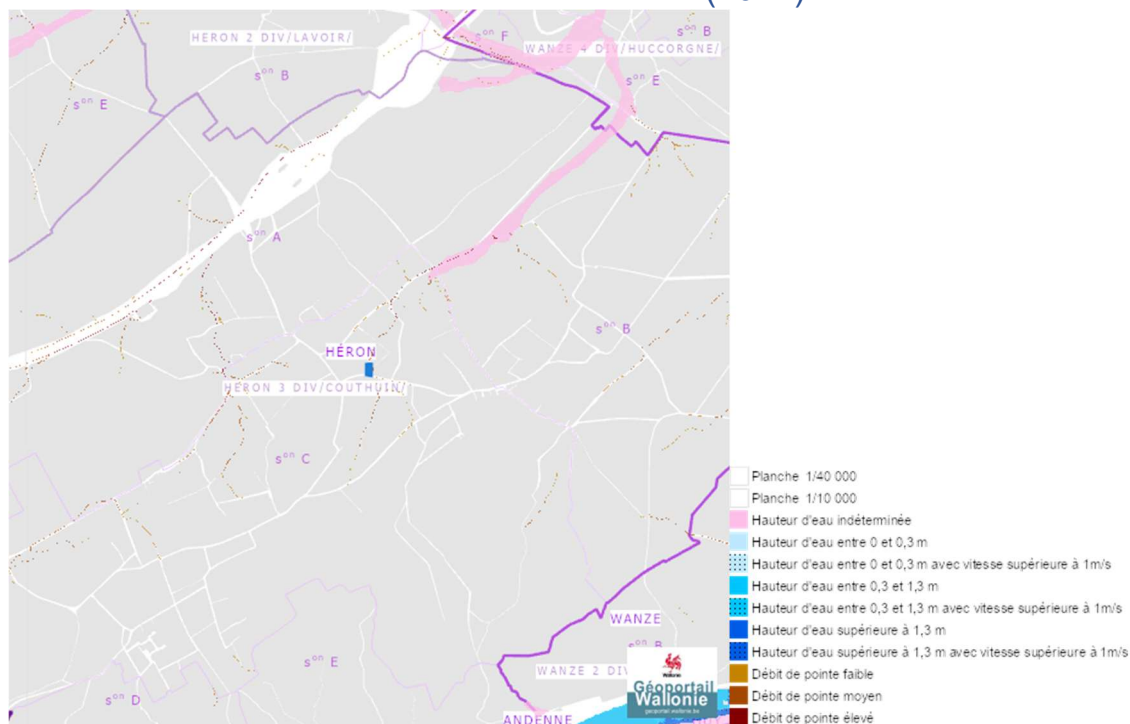 HERON 2 DIV/LAVOIR/
sᵒⁿ F
sᵒⁿ B
WANZE 4 DIV/HUCCORGNE/
sᵒⁿ B
sᵒⁿ E
sᵒⁿ E
sᵒⁿ A
sᵒⁿ B
HÉRON
HERON 3 DIV/COUTHUIN/
sᵒⁿ C
WANZE
sᵒⁿ B
sᵒⁿ E
WANZE 2 DIV
sᵒⁿ D
ANDENNE
Wallonie
Géoportail
Wallonie
geoportail.wallonie.be
Planche 1/40 000
Planche 1/10 000
Hauteur d'eau indéterminée
Hauteur d'eau entre 0 et 0,3 m
Hauteur d'eau entre 0 et 0,3 m avec vitesse supérieure à 1m/s
Hauteur d'eau entre 0,3 et 1,3 m
Hauteur d'eau entre 0,3 et 1,3 m avec vitesse supérieure à 1m/s
Hauteur d'eau supérieure à 1,3 m
Hauteur d'eau supérieure à 1,3 m avec vitesse supérieure à 1m/s
Débit de pointe faible
Débit de pointe moyen
Débit de pointe élevé